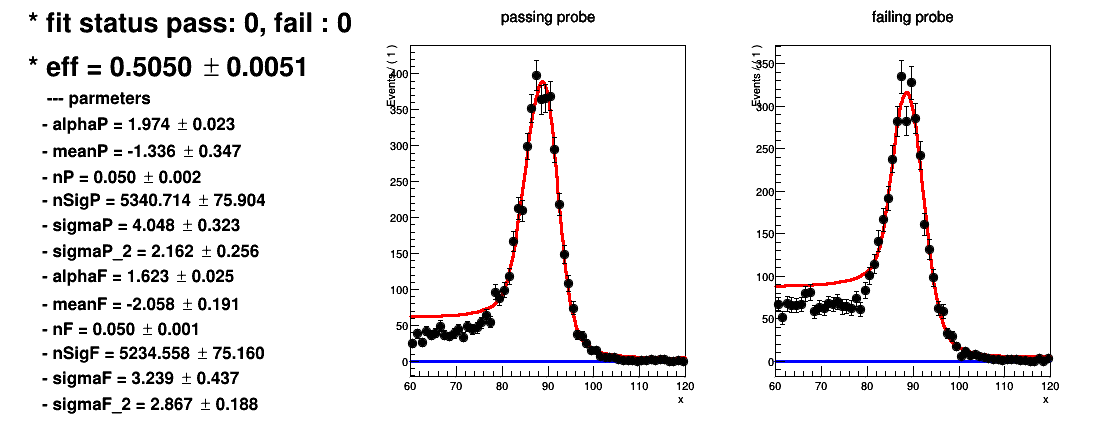 * fit status pass: 0, fail : 0
* eff = 0.5050 ± 0.0051
--- parmeters
- alphaP = 1.974 ± 0.023
- meanP = -1.336 ± 0.347
- nP = 0.050 ± 0.002
- nSigP = 5340.714 ± 75.904
- sigmaP = 4.048 ± 0.323
- sigmaP_2 = 2.162 ± 0.256
- alphaF = 1.623 ± 0.025
- meanF = -2.058 ± 0.191
- nF = 0.050 ± 0.001
- nSigF = 5234.558 ± 75.160
- sigmaF = 3.239 ± 0.437
- sigmaF_2 = 2.867 ± 0.188
passing probe
Events / ( 1 )
400
350
300
250
200
150
100
50
0
60 70 80 90 100 110 120
x
failing probe
Events / ( 1 )
350
300
250
200
150
100
50
0
60 70 80 90 100 110 120
x